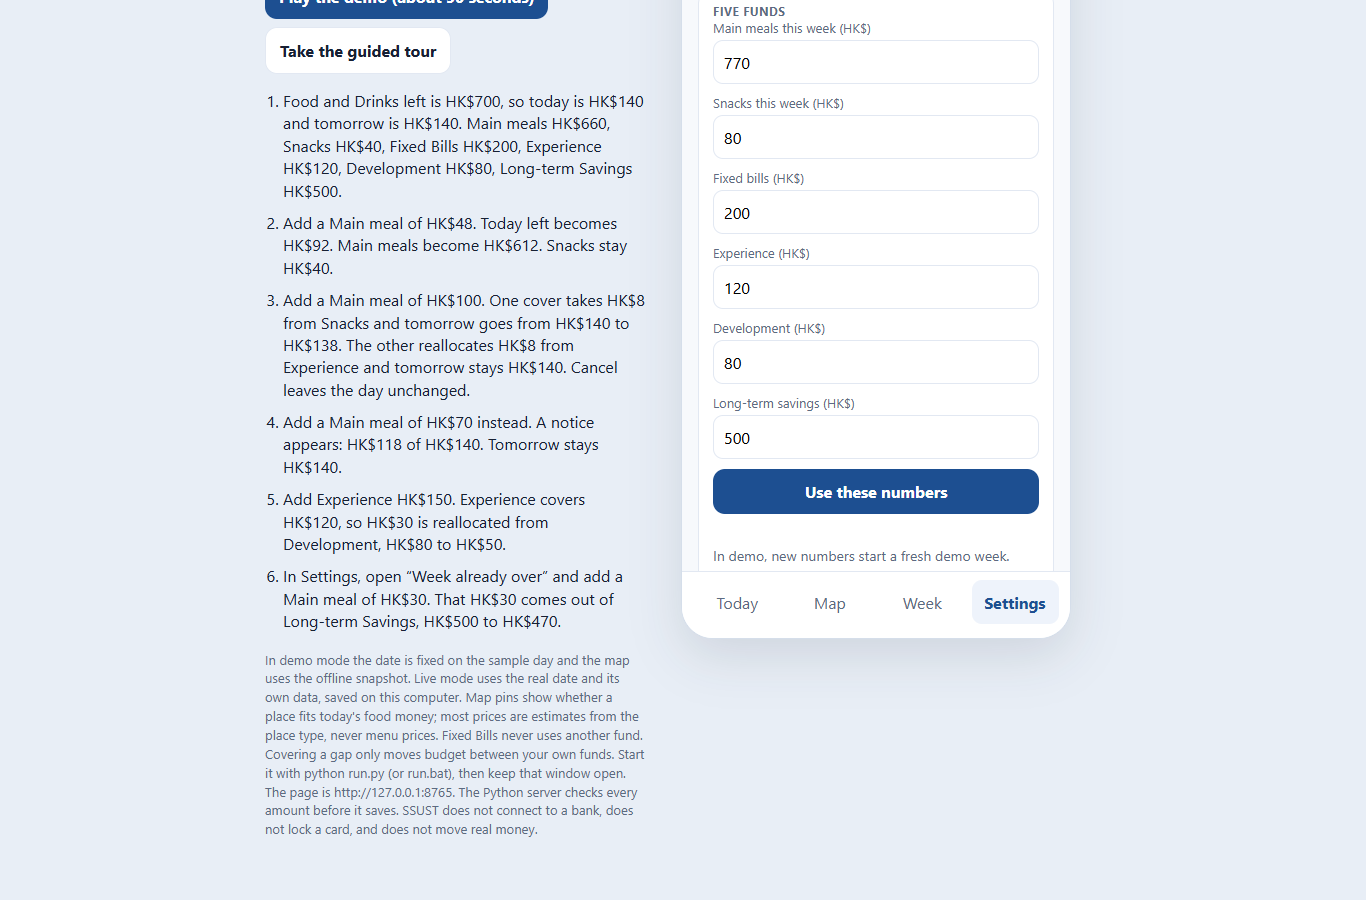 Play the demo (about 90 seconds)
Take the guided tour
1. Food and Drinks left is HK$700, so today is HK$140
and tomorrow is HK$140. Main meals HK$660,
Snacks HK$40, Fixed Bills HK$200, Experience
HK$120, Development HK$80, Long-term Savings
HK$500.
2. Add a Main meal of HK$48. Today left becomes
HK$92. Main meals become HK$612. Snacks stay
HK$40.
3. Add a Main meal of HK$100. One cover takes HK$8
from Snacks and tomorrow goes from HK$140 to
HK$138. The other reallocates HK$8 from
Experience and tomorrow stays HK$140. Cancel
leaves the day unchanged.
4. Add a Main meal of HK$70 instead. A notice
appears: HK$118 of HK$140. Tomorrow stays
HK$140.
5. Add Experience HK$150. Experience covers
HK$120, so HK$30 is reallocated from
Development, HK$80 to HK$50.
6. In Settings, open “Week already over” and add a
Main meal of HK$30. That HK$30 comes out of
Long-term Savings, HK$500 to HK$470.
In demo mode the date is fixed on the sample day and the map
uses the offline snapshot. Live mode uses the real date and its
own data, saved on this computer. Map pins show whether a
place fits today's food money; most prices are estimates from the
place type, never menu prices. Fixed Bills never uses another fund.
Covering a gap only moves budget between your own funds. Start
it with python run.py (or run.bat), then keep that window open.
The page is http://127.0.0.1:8765. The Python server checks every
amount before it saves. SSUST does not connect to a bank, does
not lock a card, and does not move real money.
FIVE FUNDS
Main meals this week (HK$)
770
Snacks this week (HK$)
80
Fixed bills (HK$)
200
Experience (HK$)
120
Development (HK$)
80
Long-term savings (HK$)
500
Use these numbers
In demo, new numbers start a fresh demo week.
Today
Map
Week
Settings